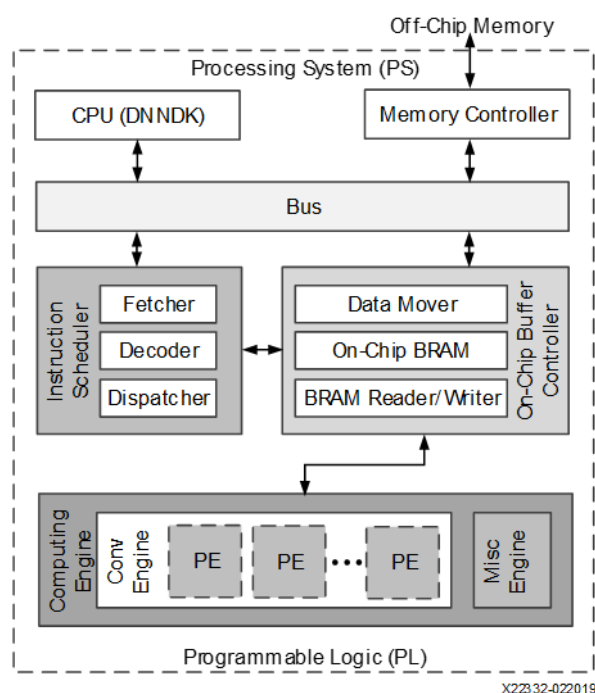 Off-Chip Memory
Processing System (PS)
CPU (DNNDK)
Memory Controller
Bus
Instruction
Scheduler
Fetcher
Decoder
Dispatcher
Data Mover
On-Chip BRAM
BRAM Reader/Writer
On-Chip Buffer
Controller
Computing
Engine
Conv
Engine
PE
PE
PE
Misc
Engine
Programmable Logic (PL)
X22332-022019